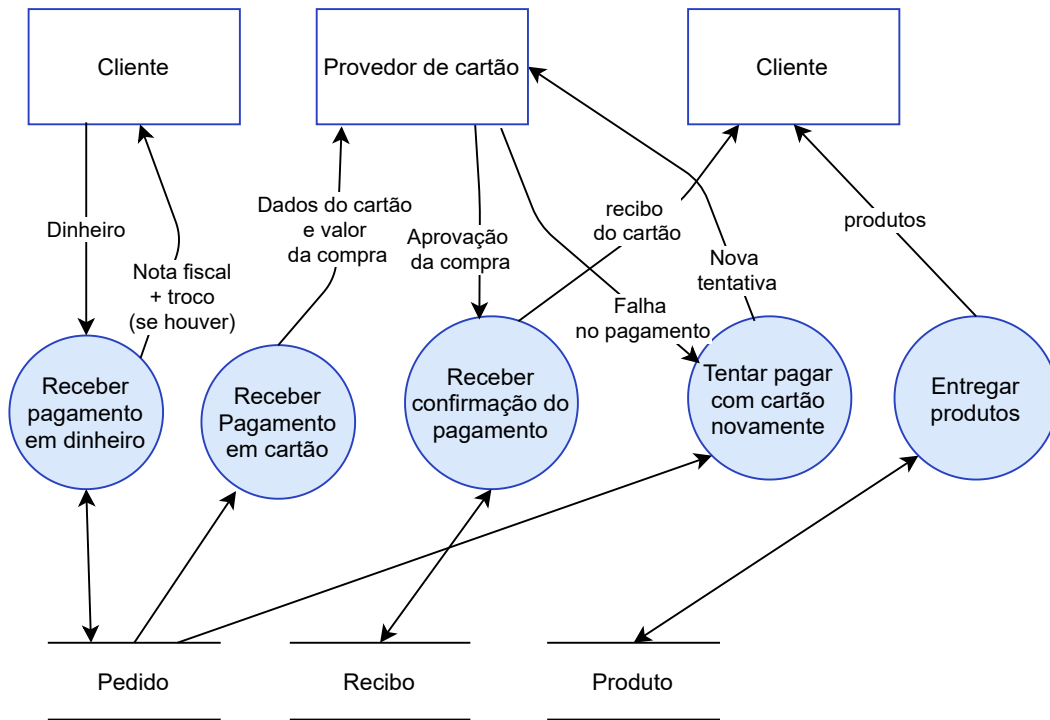 Cliente
Provedor de cartão
Cliente
Dinheiro
Nota fiscal
+ troco
(se houver)
Dados do cartão
e valor
da compra
Aprovação
da compra
recibo
do cartão
Falha
no pagamento
Nova
tentativa
produtos
Receber
pagamento
em dinheiro
Receber
Pagamento
em cartão
Receber
confirmação do
pagamento
Tentar pagar
com cartão
novamente
Entregar
produtos
Pedido
Recibo
Produto